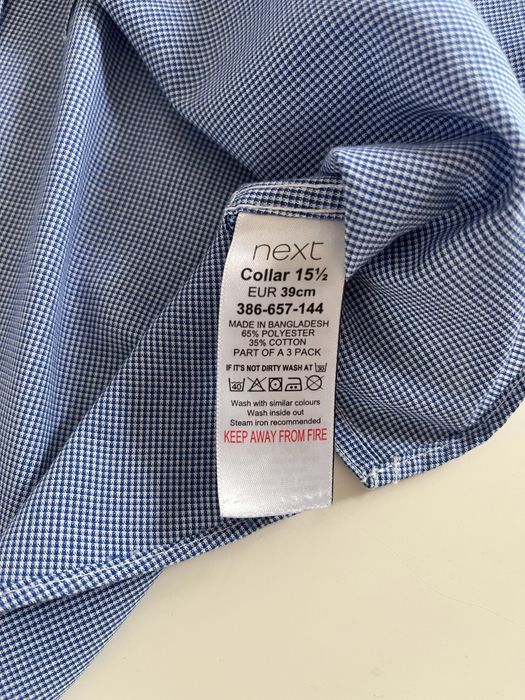 next
Collar 15½
EUR 39cm
386-657-144
MADE IN BANGLADESH
65% POLYESTER
35% COTTON
PART OF A 3 PACK
IF IT'S NOT DIRTY WASH AT 30
40
Wash with similar colours
Wash inside out
Steam iron recommended
KEEP AWAY FROM FIRE